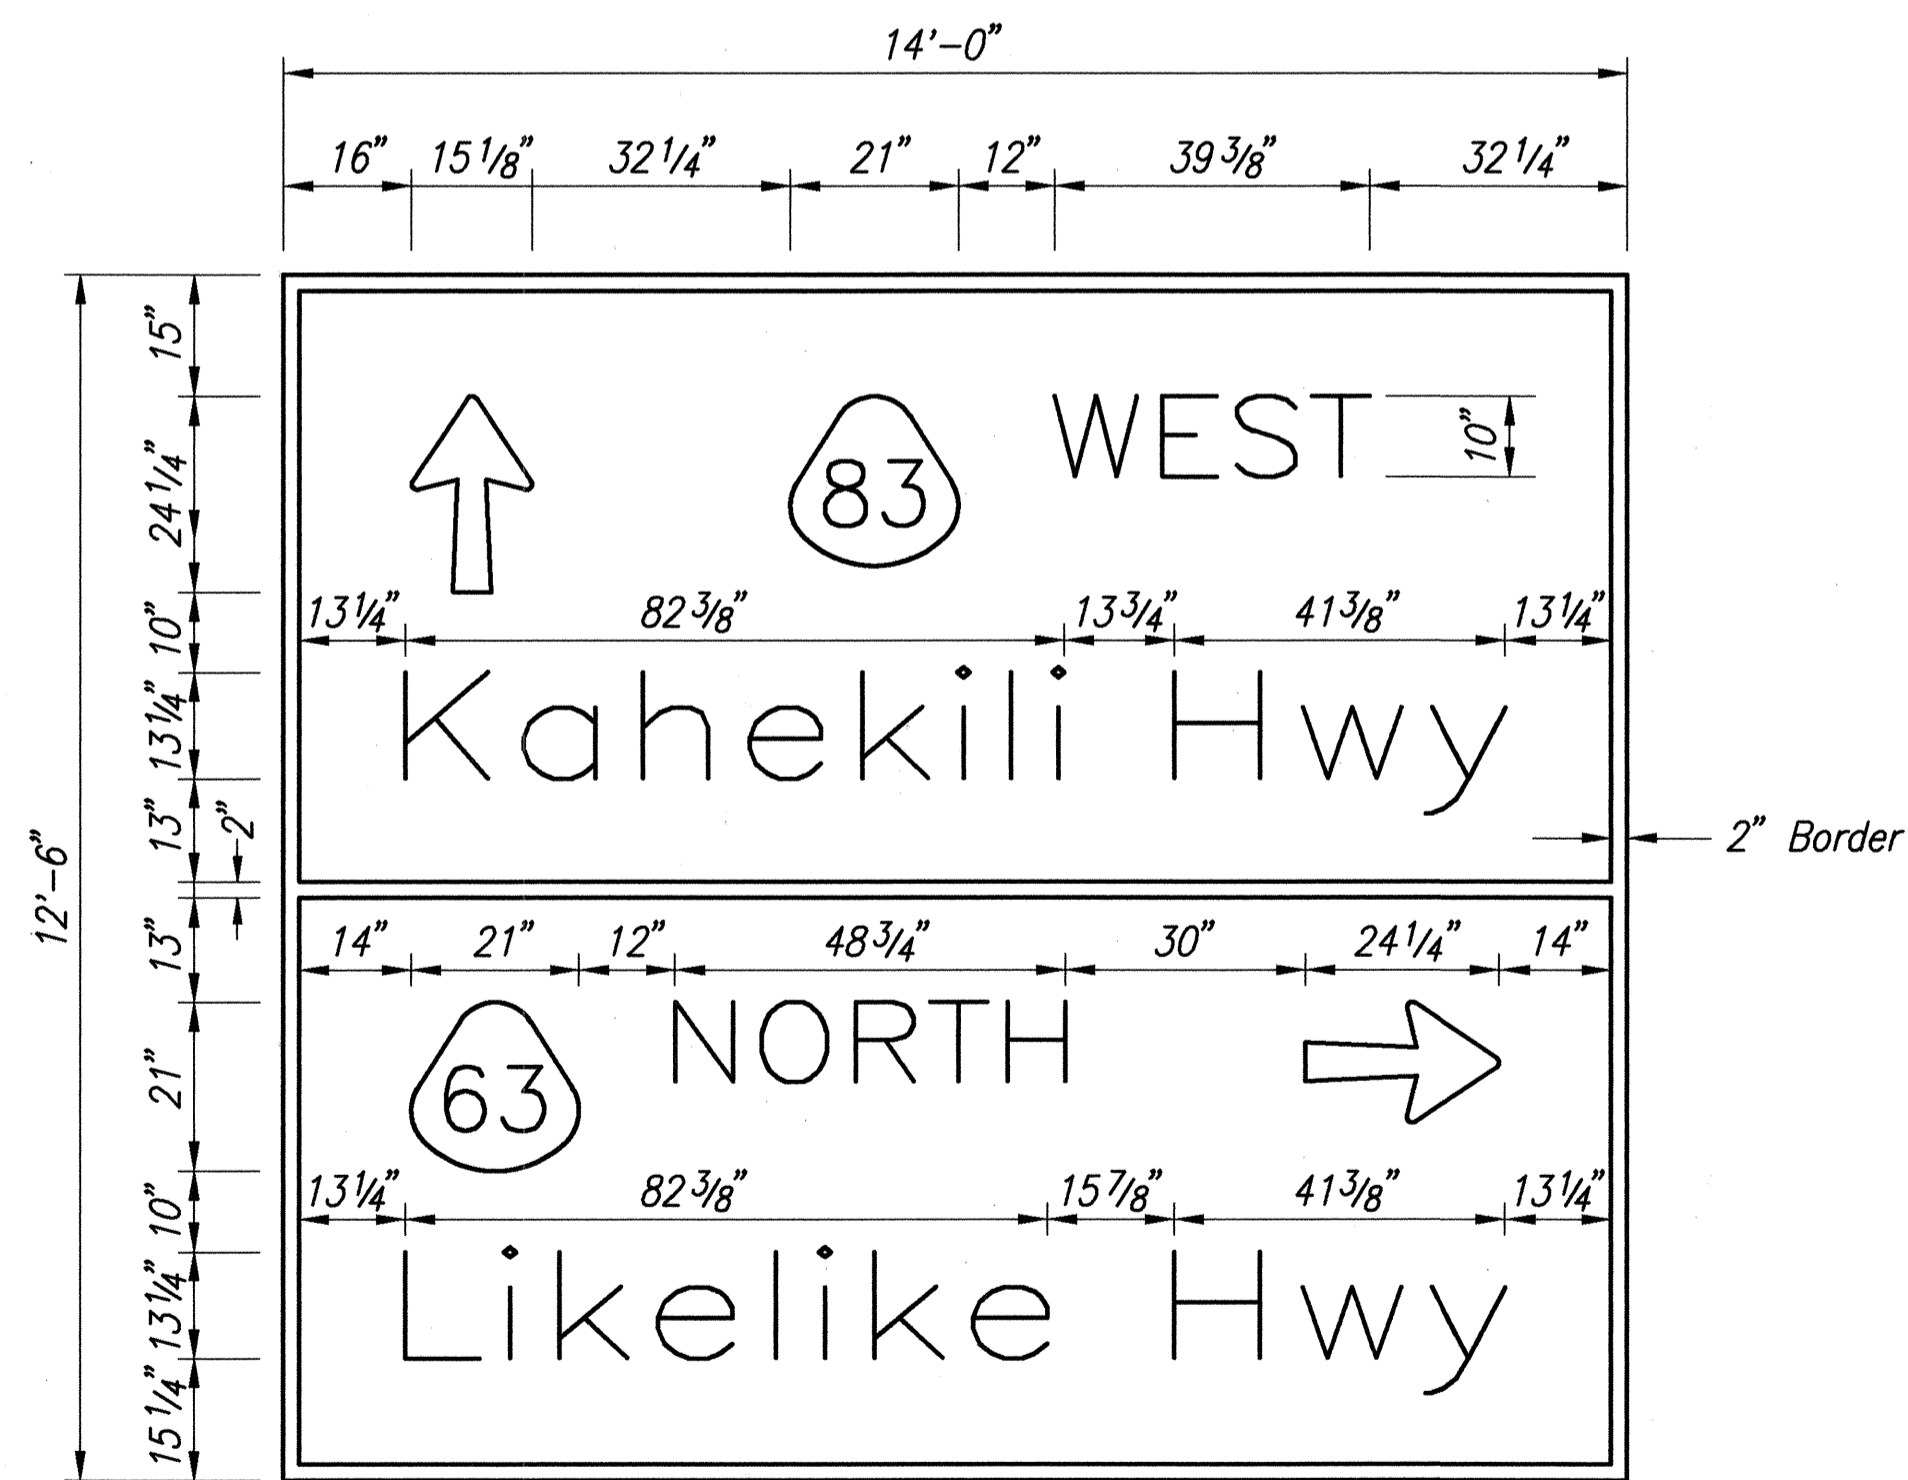 14'-0"
16" 15 1/8" 32 1/4" 21" 12" 39 3/8" 32 1/4"
12'-6"
15"
24 1/4"
10"
13 1/4"
13"
2"
13"
21"
10"
13 1/4"
15 1/4"
83 WEST 10"
13 1/4" 82 3/8" 13 3/4" 41 3/8" 13 1/4"
Kahekili Hwy
2" Border
14" 21" 12" 48 3/4" 30" 24 1/4" 14"
63 NORTH
13 1/4" 82 3/8" 15 7/8" 41 3/8" 13 1/4"
Likelike Hwy